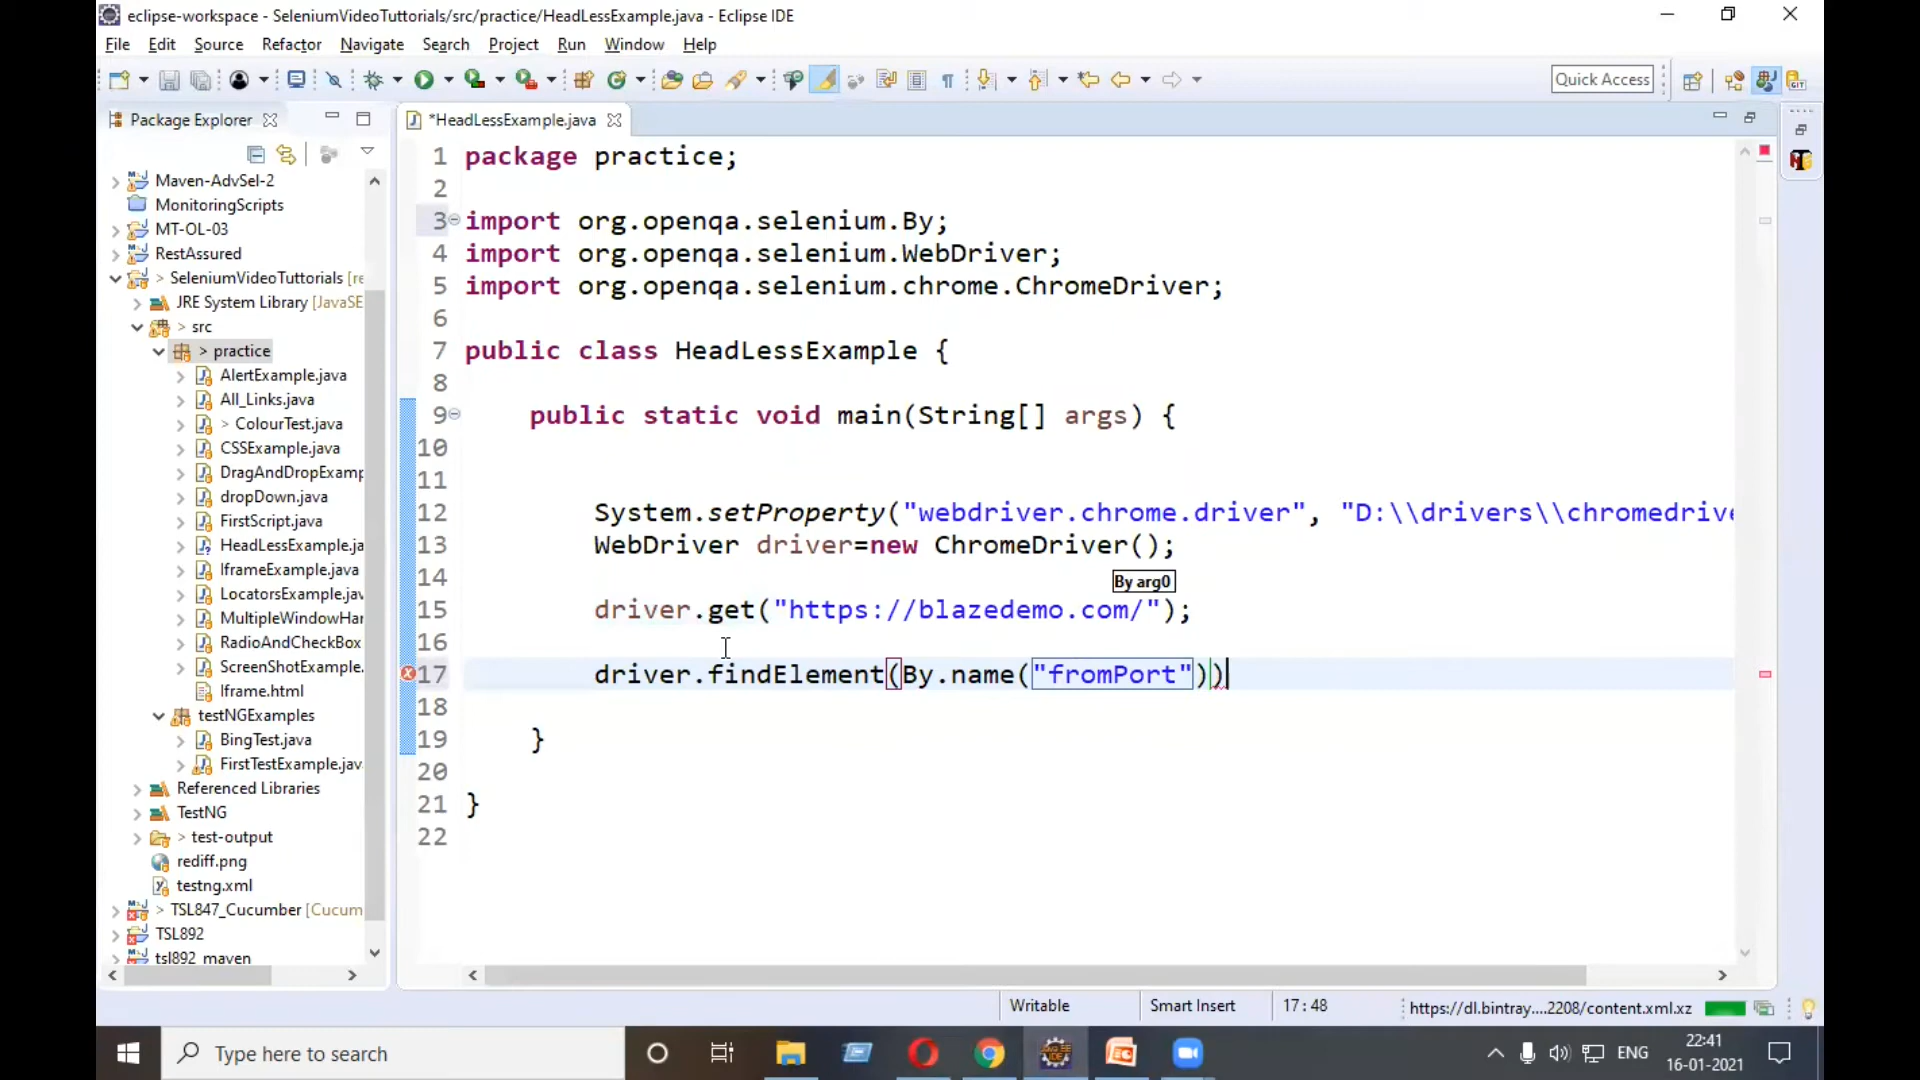 eclipse-workspace - SeleniumVideoTuttorials/src/practice/HeadLessExample.java - Eclipse IDE
File Edit Source Refactor Navigate Search Project Run Window Help
Quick Access
Package Explorer
*HeadLessExample.java
Maven-AdvSel-2
MonitoringScripts
MT-OL-03
RestAssured
> SeleniumVideoTuttorials [re
JRE System Library [JavaSE
> src
> practice
AlertExample.java
All_Links.java
> ColourTest.java
CSSExample.java
DragAndDropExamp
dropDown.java
FirstScript.java
HeadLessExample.ja
IframeExample.java
LocatorsExample.jav
MultipleWindowHar
RadioAndCheckBox
ScreenShotExample.
Iframe.html
testNGExamples
BingTest.java
FirstTestExample.jav
Referenced Libraries
TestNG
> test-output
rediff.png
testng.xml
> TSL847_Cucumber [Cucum
TSL892
tsl892_maven
1 package practice;
2
3 import org.openqa.selenium.By;
4 import org.openqa.selenium.WebDriver;
5 import org.openqa.selenium.chrome.ChromeDriver;
6
7 public class HeadLessExample {
8
9 public static void main(String[] args) {
10
11
12 System.setProperty("webdriver.chrome.driver", "D:\\drivers\\chromedrive
13 WebDriver driver=new ChromeDriver();
14
By arg0
15 driver.get("https://blazedemo.com/");
16
17 driver.findElement(By.name("fromPort"))
18
19 }
20
21 }
22
Writable Smart Insert 17 : 48 https://dl.bintray....2208/content.xml.xz
Type here to search
ENG
22:41
16-01-2021